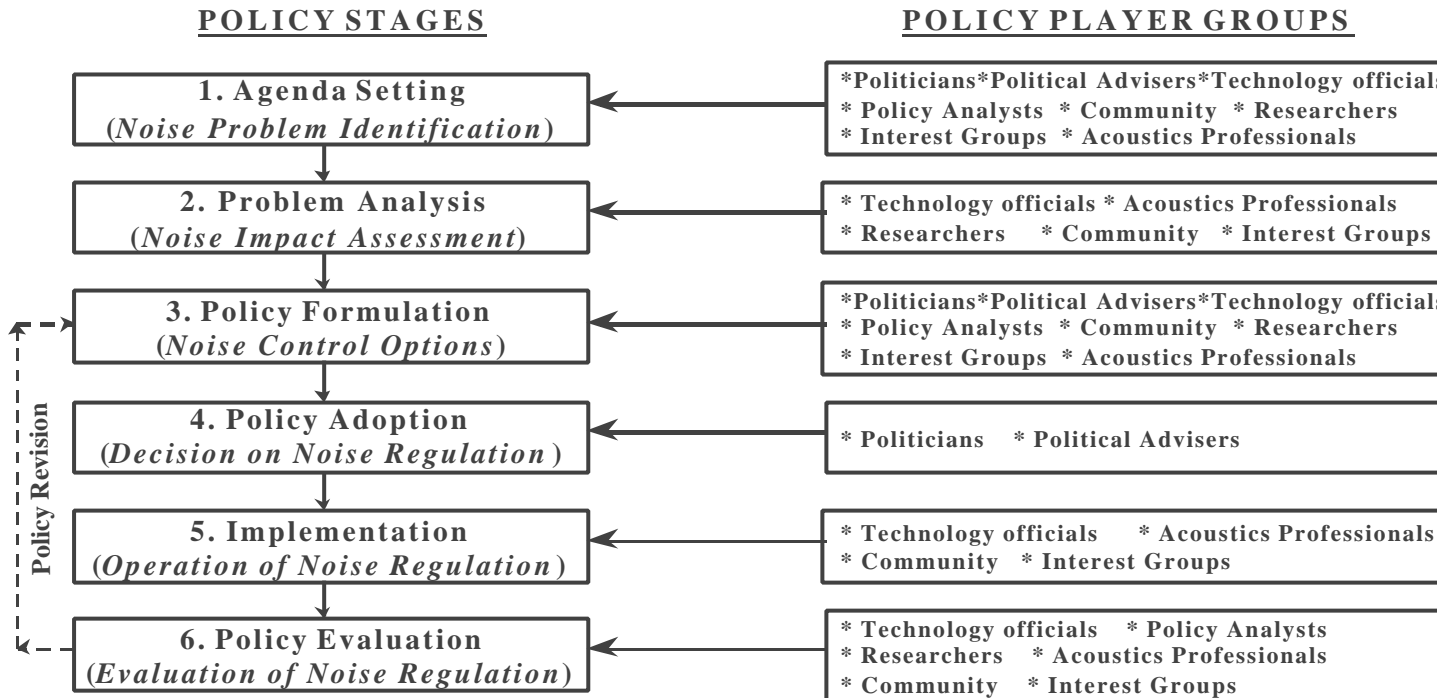 POLICY STAGES
POLICY PLAYER GROUPS
1. Agenda Setting
(Noise Problem Identification)
*Politicians*Political Advisers*Technology officials
* Policy Analysts * Community * Researchers
* Interest Groups * Acoustics Professionals
2. Problem Analysis
(Noise Impact Assessment)
* Technology officials * Acoustics Professionals
* Researchers * Community * Interest Groups
3. Policy Formulation
(Noise Control Options)
*Politicians*Political Advisers*Technology officials
* Policy Analysts * Community * Researchers
* Interest Groups * Acoustics Professionals
4. Policy Adoption
(Decision on Noise Regulation )
* Politicians * Political Advisers
5. Implementation
(Operation of Noise Regulation )
* Technology officials * Acoustics Professionals
* Community * Interest Groups
6. Policy Evaluation
(Evaluation of Noise Regulation)
* Technology officials * Policy Analysts
* Researchers * Acoustics Professionals
* Community * Interest Groups
Policy Revision